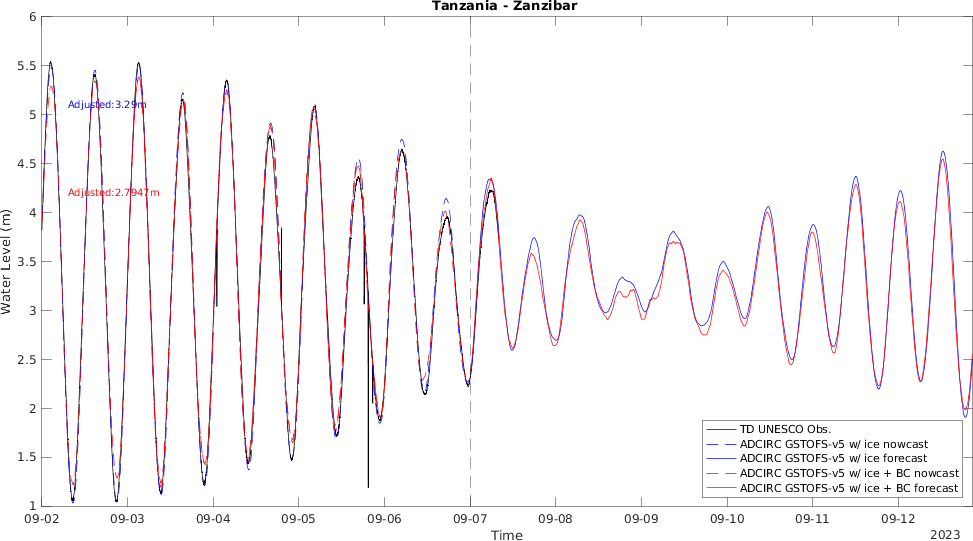 Tanzania - Zanzibar
6
5.5
5
4.5
4
3.5
3
2.5
2
1.5
1
Water Level (m)
Adjusted:3.29m
Adjusted:2.7947m
TD UNESCO Obs.
ADCIRC GSTOFS-v5 w/ ice nowcast
ADCIRC GSTOFS-v5 w/ ice forecast
ADCIRC GSTOFS-v5 w/ ice + BC nowcast
ADCIRC GSTOFS-v5 w/ ice + BC forecast
09-02 09-03 09-04 09-05 09-06 09-07 09-08 09-09 09-10 09-11 09-12
Time
2023